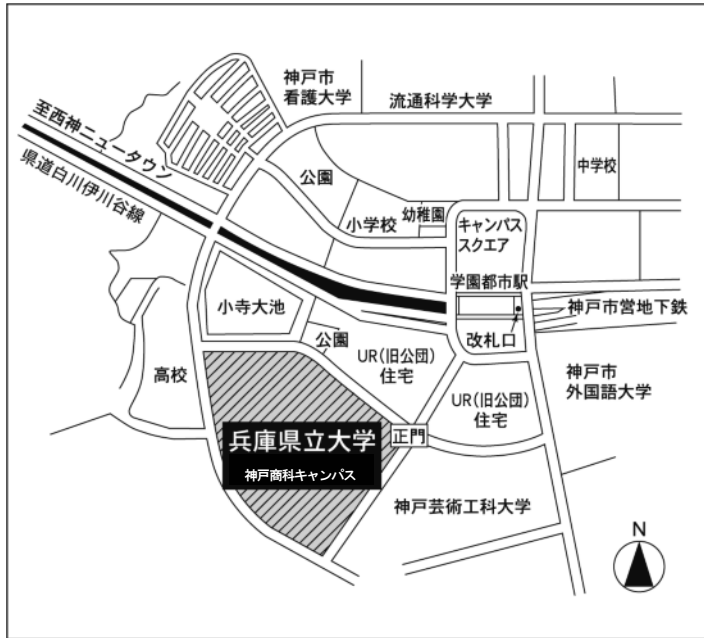 神戸市
看護大学
流通科学大学
至西神ニュータウン
県道白川伊川谷線
中学校
公園
小学校
幼稚園
キャンパス
スクエア
学園都市駅
小寺大池
神戸市営地下鉄
改札口
公園
高校
UR(旧公団)
住宅
神戸市
外国語大学
UR(旧公団)
住宅
兵庫県立大学
神戸商科キャンパス
正門
神戸芸術工科大学
N